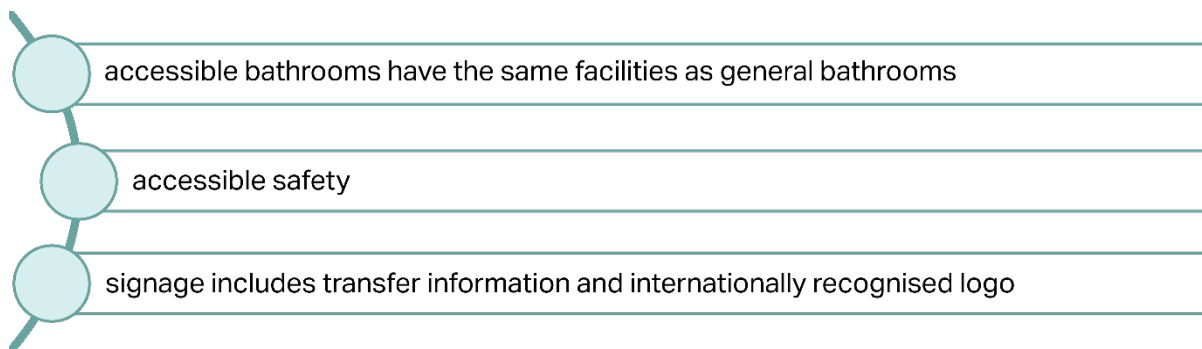 accessible bathrooms have the same facilities as general bathrooms
accessible safety
signage includes transfer information and internationally recognised logo